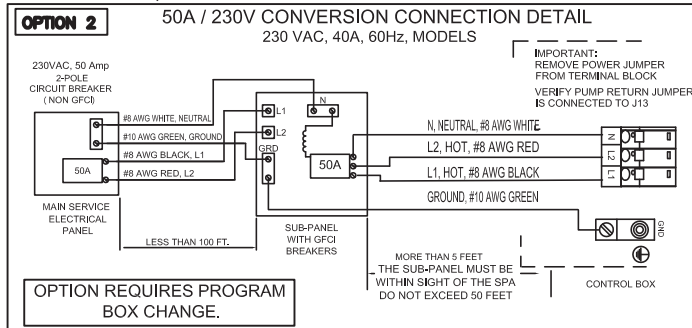 OPTION 2
50A / 230V CONVERSION CONNECTION DETAIL
230 VAC, 40A, 60Hz, MODELS
IMPORTANT:
REMOVE POWER JUMPER
FROM TERMINAL BLOCK
VERIFY PUMP RETURN JUMPER
IS CONNECTED TO J13
230VAC, 50 Amp
2-POLE
CIRCUIT BREAKER
( NON GFCI)
#8 AWG WHITE, NEUTRAL
#10 AWG GREEN, GROUND
#8 AWG BLACK, L1
#8 AWG RED, L2
50A
MAIN SERVICE
ELECTRICAL
PANEL
LESS THAN 100 FT.
N
L1
L2
GRD
50A
SUB-PANEL
WITH GFCI
BREAKERS
N, NEUTRAL, #8 AWG WHITE
L2, HOT, #8 AWG RED
L1, HOT, #8 AWG BLACK
GROUND, #10 AWG GREEN
N
L2
L1
GND
CONTROL BOX
MORE THAN 5 FEET
THE SUB-PANEL MUST BE
WITHIN SIGHT OF THE SPA
DO NOT EXCEED 50 FEET
OPTION REQUIRES PROGRAM
BOX CHANGE.